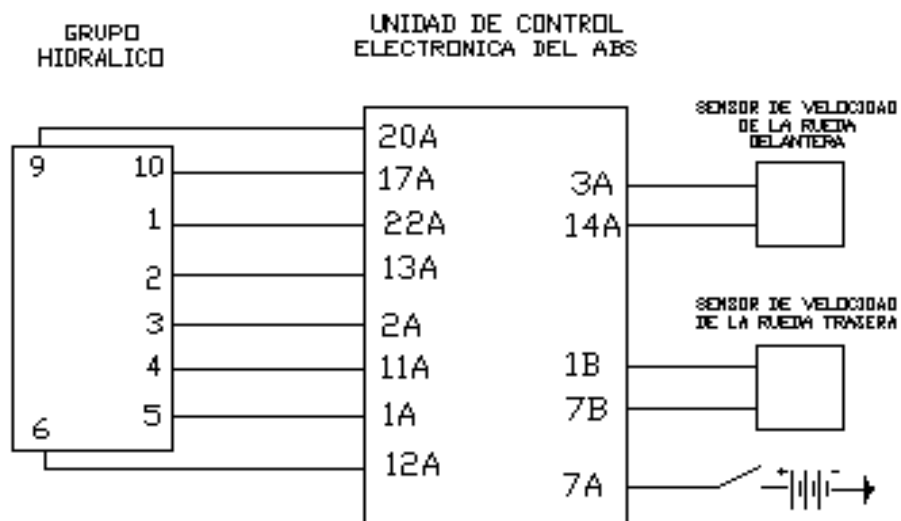 GRUPO
HIDRALICO
UNIDAD DE CONTROL
ELECTRONICA DEL ABS
SENSOR DE VELOCIDAD
DE LA RUEDA
DELANTERA
9
10
1
2
3
4
5
6
20A
17A
22A
13A
2A
11A
1A
12A
3A
14A
1B
7B
7A
SENSOR DE VELOCIDAD
DE LA RUEDA TRASERA
+
-